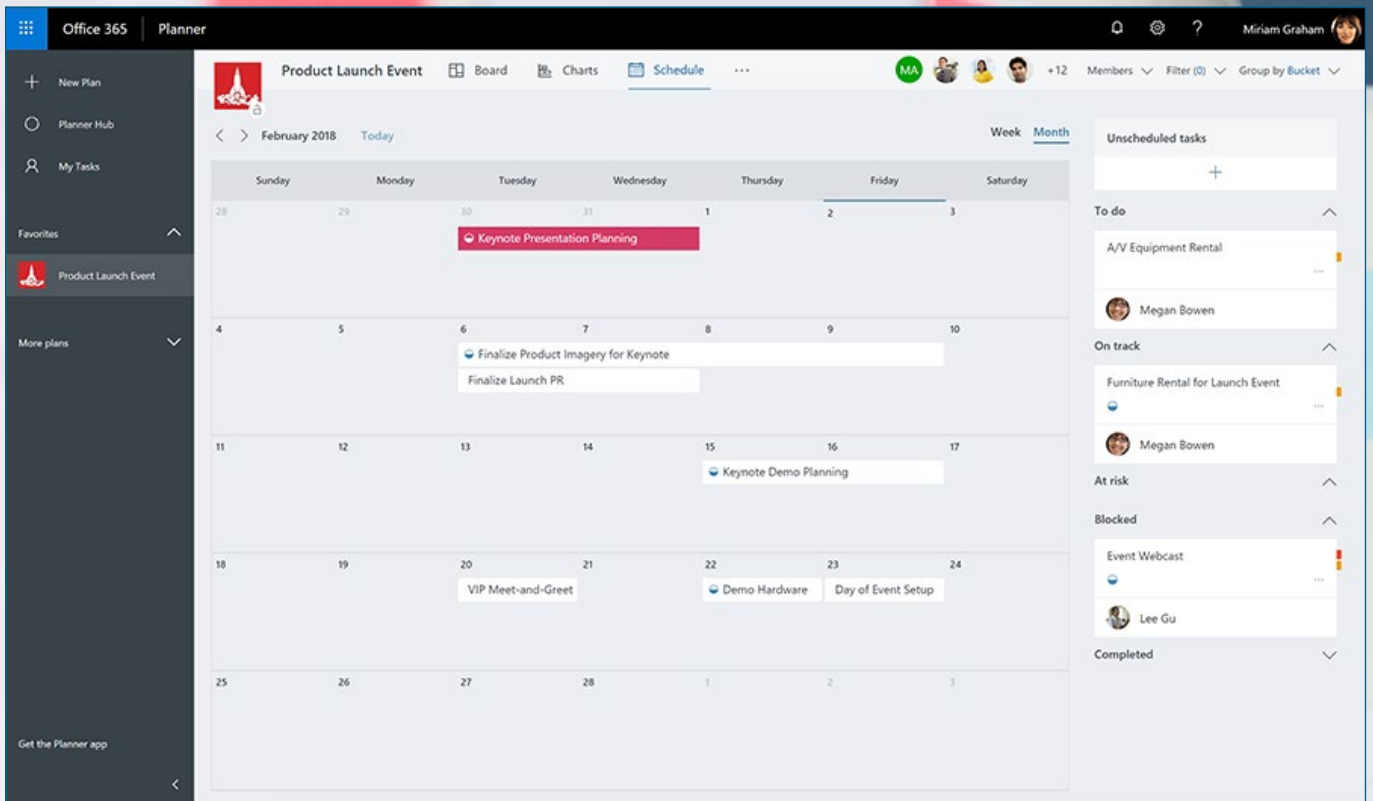 Office 365 Planner Miriam Graham
New Plan
Planner Hub
My Tasks
Favorites
Product Launch Event
More plans
Get the Planner app
Product Launch Event Board Charts Schedule ... MA +12 Members Filter (0) Group by Bucket
February 2018 Today Week Month
Sunday Monday Tuesday Wednesday Thursday Friday Saturday
28 29 30 31 1 2 3
Keynote Presentation Planning
4 5 6 7 8 9 10
Finalize Product Imagery for Keynote
Finalize Launch PR
11 12 13 14 15 16 17
Keynote Demo Planning
18 19 20 21 22 23 24
VIP Meet-and-Greet Demo Hardware Day of Event Setup
25 26 27 28 1 2 3
Unscheduled tasks
To do
A/V Equipment Rental
Megan Bowen
On track
Furniture Rental for Launch Event
Megan Bowen
At risk
Blocked
Event Webcast
Lee Gu
Completed